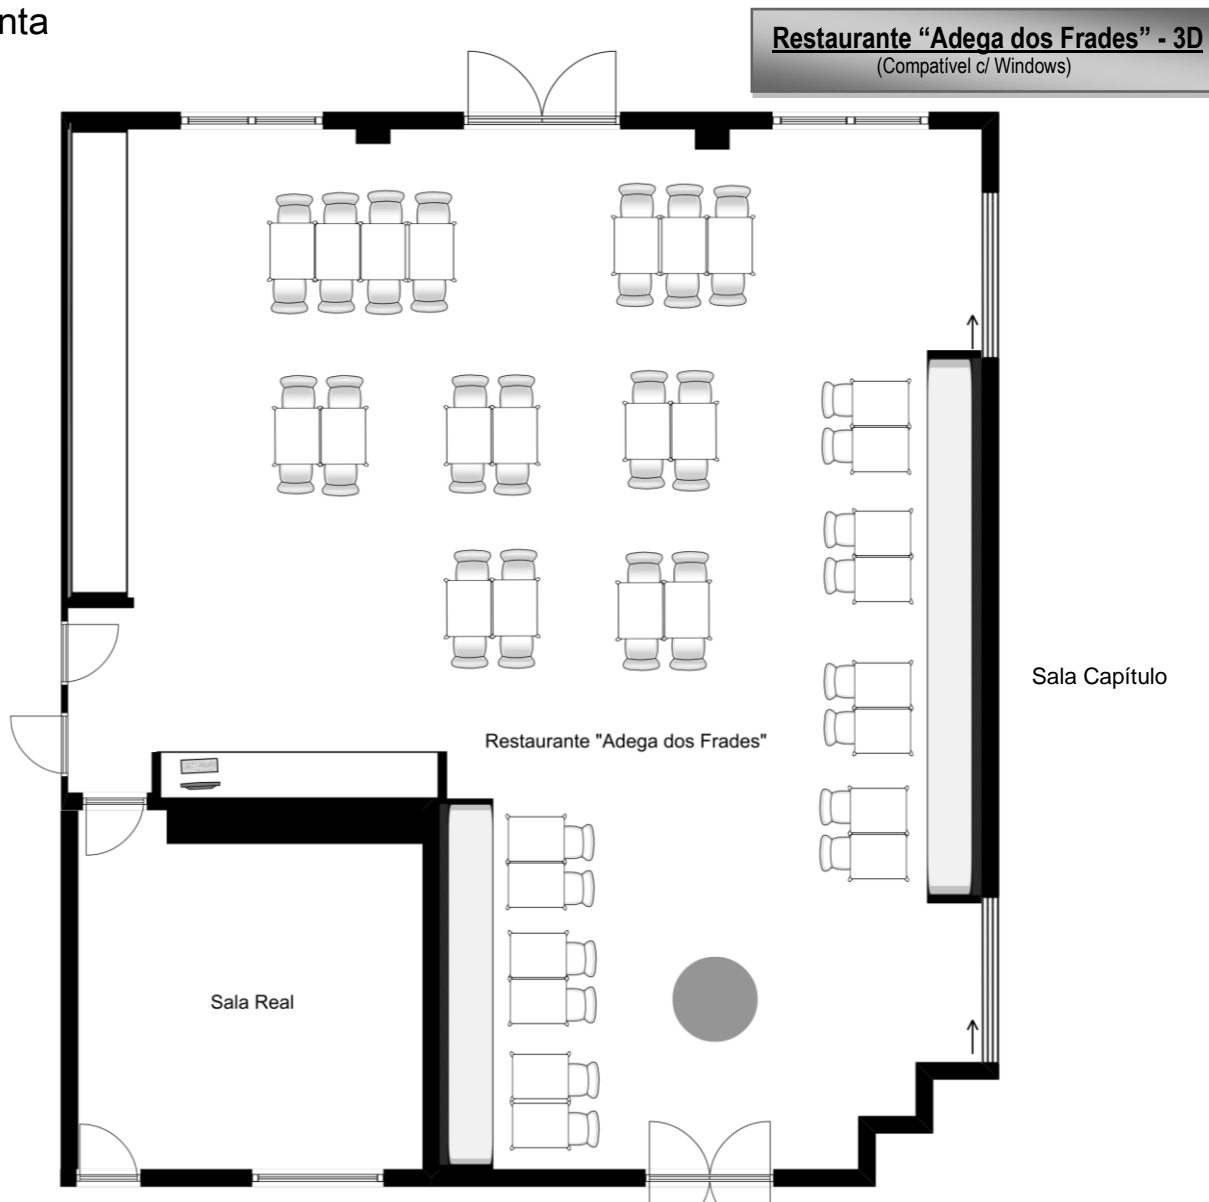 nta
Restaurante “Adega dos Frades” - 3D
(Compatível c/ Windows)
Sala Capítulo
Restaurante "Adega dos Frades"
Sala Real